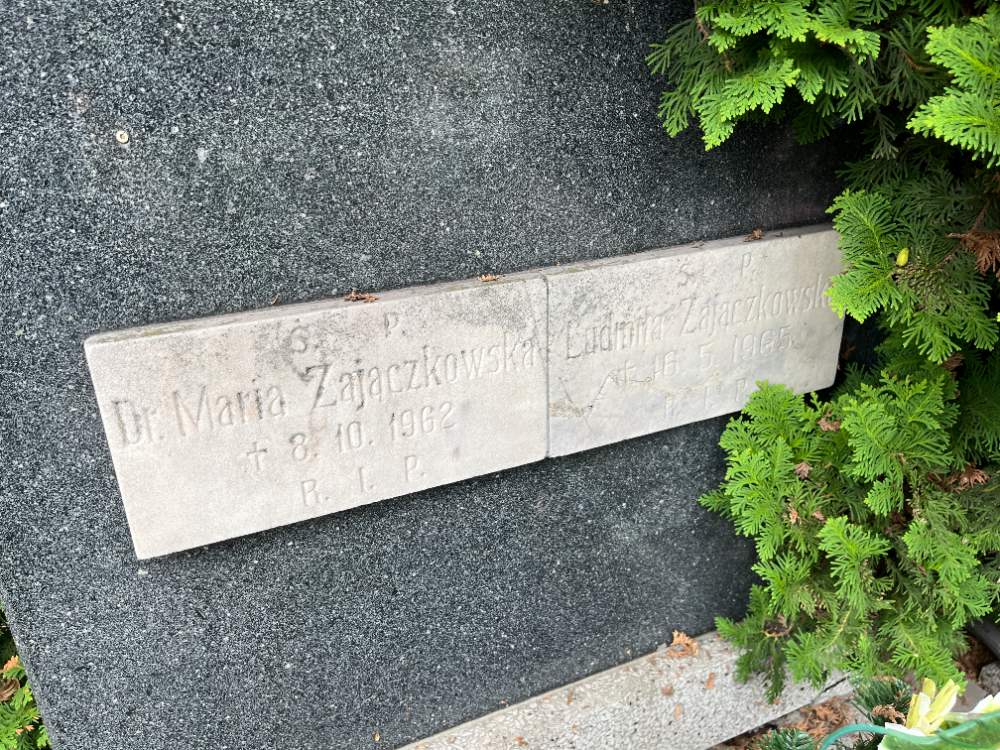 Ś. P.
Dr. Maria Zajączkowska
† 8. 10. 1962
R. I. P.
Ś. P.
Ludmiła Zajączkowska
† 16. 5. 1965
R. I. P.